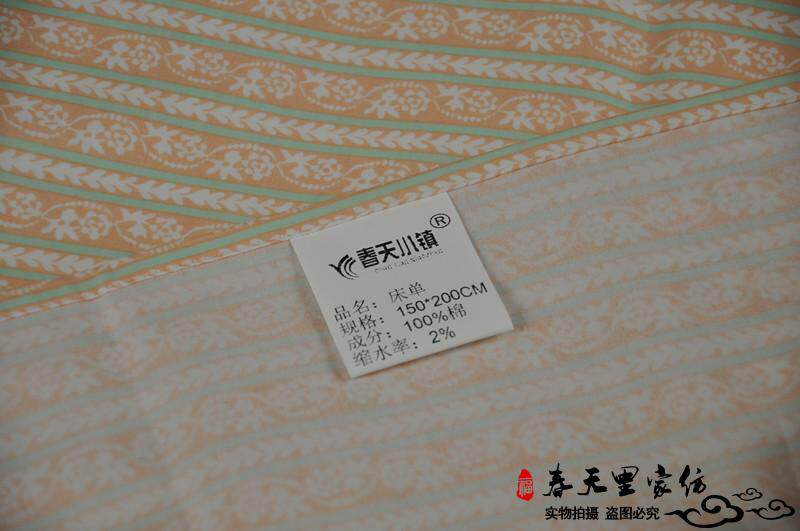 春天小镇®
品名：床单
规格：150*200CM
成分：100%棉
缩水率：2%
福
春天里家纺
实物拍摄 盗图必究